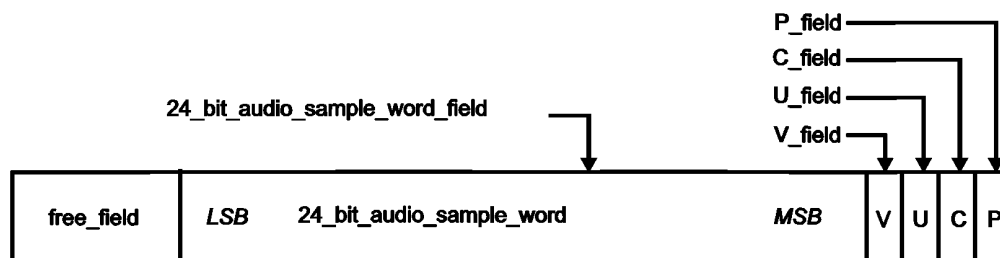 P_field
C_field
24_bit_audio_sample_word_field
U_field
V_field
free_field LSB 24_bit_audio_sample_word MSB V U C P